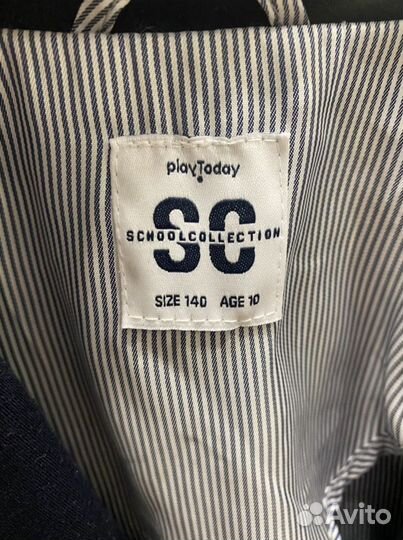 playToday
SC
SCHOOLCOLLECTION
SIZE 140 AGE 10
Avito